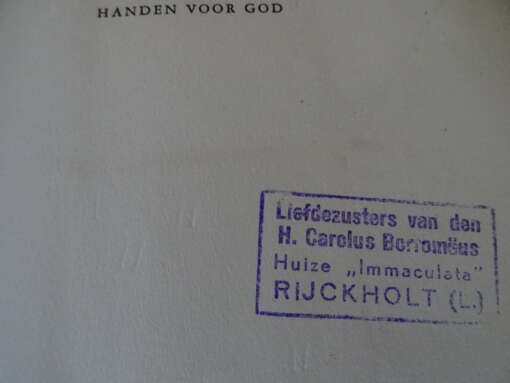 HANDEN VOOR GOD
Liefdezusters van den
H. Carolus Borromëus
Huize „Immaculata"
RIJCKHOLT (L.)